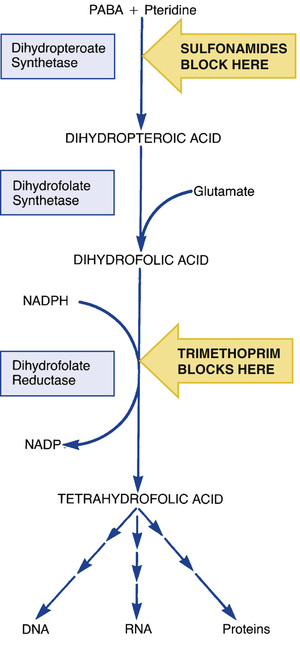 PABA + Pteridine
Dihydropteroate
Synthetase
SULFONAMIDES
BLOCK HERE
DIHYDROPTEROIC ACID
Dihydrofolate
Synthetase
Glutamate
DIHYDROFOLIC ACID
NADPH
TRIMETHOPRIM
BLOCKS HERE
Dihydrofolate
Reductase
NADP
TETRAHYDROFOLIC ACID
DNA
RNA
Proteins